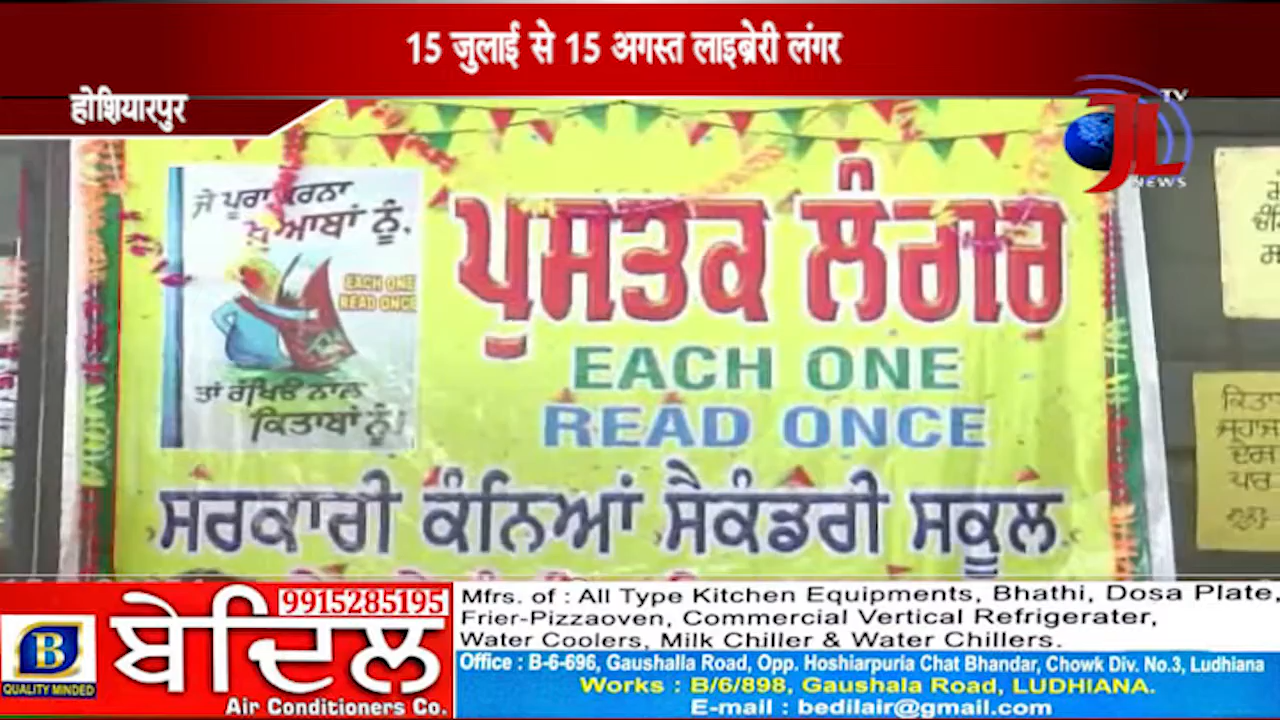 15 जुलाई से 15 अगस्त लाइब्रेरी लंगर
होशियारपुर
JL TV
NEWS
ਜੇ ਪੂਰਾ ਕਰਨਾ
ਖ਼ੁਆਬਾਂ ਨੂੰ,
EACH ONE
READ ONCE
ਤਾਂ ਰੱਖਿਓ ਨਾਲ
ਕਿਤਾਬਾਂ ਨੂੰ!
ਪੁਸਤਕ ਲੰਗਰ
EACH ONE
READ ONCE
ਸਰਕਾਰੀ ਕੰਨਿਆਂ ਸੈਕੰਡਰੀ ਸਕੂਲ
ਕਿਤਾ
ਜਹਾਜ
ਦੇਸ਼
ਪਰ
B
QUALITY MINDED
ਬੇਦਿਲ
9915285195
Air Conditioners Co.
Mfrs. of : All Type Kitchen Equipments, Bhathi, Dosa Plate,
Frier-Pizzaoven, Commercial Vertical Refrigerater,
Water Coolers, Milk Chiller & Water Chillers.
Office : B-6-696, Gaushalla Road, Opp. Hoshiarpuria Chat Bhandar, Chowk Div. No.3, Ludhiana
Works : B/6/898, Gaushala Road, LUDHIANA.
E-mail : bedilair@gmail.com